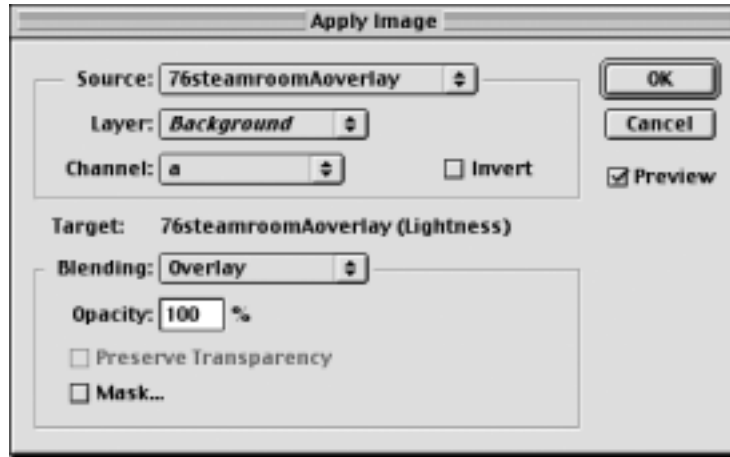 Apply Image
Source: 76steamroomAoverlay
OK
Layer: Background
Cancel
Channel: a
Invert
Preview
Target: 76steamroomAoverlay (Lightness)
Blending: Overlay
Opacity: 100 %
Preserve Transparency
Mask...